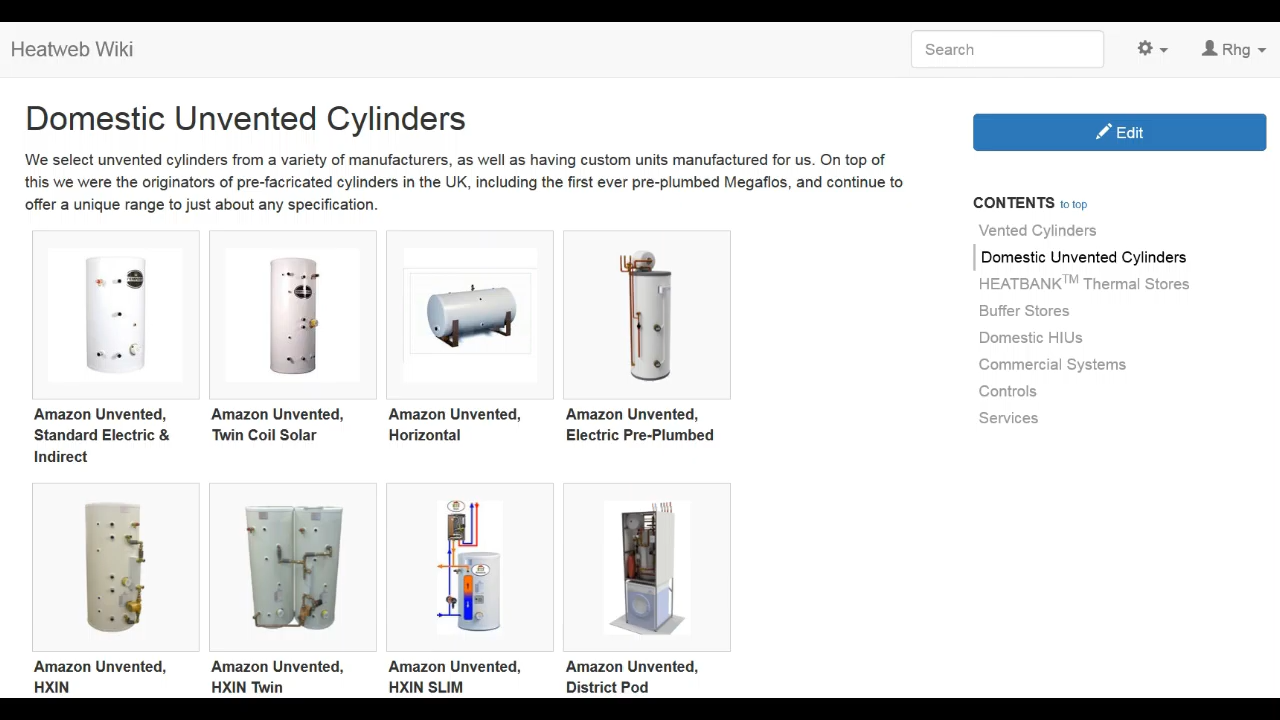 Heatweb Wiki
Search
Rhg
Domestic Unvented Cylinders
Edit
We select unvented cylinders from a variety of manufacturers, as well as having custom units manufactured for us. On top of
this we were the originators of pre-facricated cylinders in the UK, including the first ever pre-plumbed Megaflos, and continue to
offer a unique range to just about any specification.
CONTENTS to top
Vented Cylinders
Domestic Unvented Cylinders
HEATBANK™ Thermal Stores
Buffer Stores
Domestic HIUs
Commercial Systems
Controls
Services
Amazon Unvented,
Standard Electric &
Indirect
Amazon Unvented,
Twin Coil Solar
Amazon Unvented,
Horizontal
Amazon Unvented,
Electric Pre-Plumbed
Amazon Unvented,
HXIN
Amazon Unvented,
HXIN Twin
Amazon Unvented,
HXIN SLIM
Amazon Unvented,
District Pod